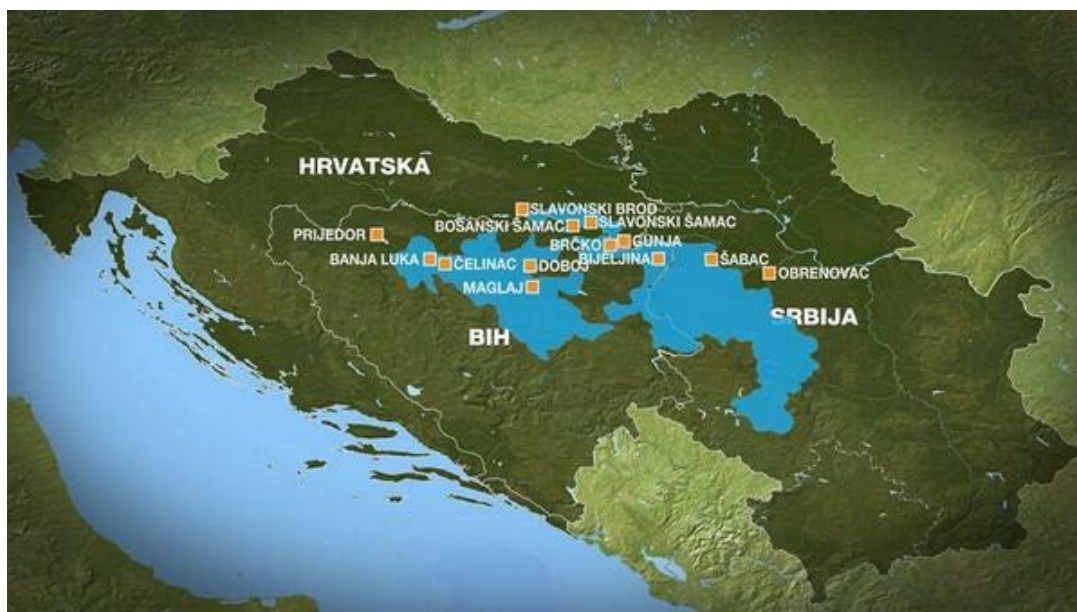 HRVATSKA
SLAVONSKI BROD
SLAVONSKI ŠAMAC
BOŠANSKI ŠAMAC
PRIJEDOR
GUNJA
BRČKO
BANJA LUKA
ČELINAC
DOBOJ
BIJELJINA
ŠABAC
OBRENOVAC
MAGLAJ
SRBIJA
BIH